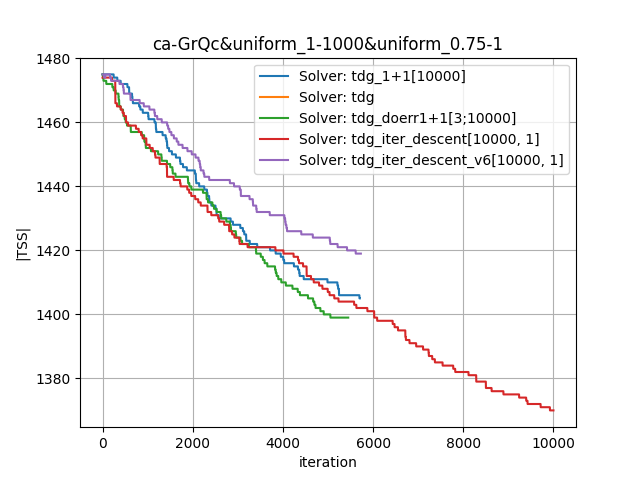 ca-GrQc&uniform_1-1000&uniform_0.75-1
|TSS|
1480
1460
1440
1420
1400
1380
Solver: tdg_1+1[10000]
Solver: tdg
Solver: tdg_doerr1+1[3;10000]
Solver: tdg_iter_descent[10000, 1]
Solver: tdg_iter_descent_v6[10000, 1]
0 2000 4000 6000 8000 10000
iteration